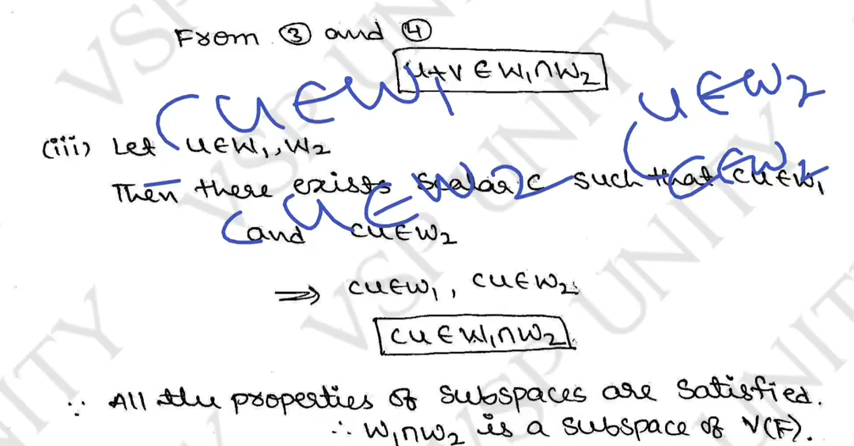 From ③ and ④
u+v ∈ W₁∩W₂
CU∈W₁
U∈W2
(iii) Let u∈W₁, W₂
Then there exists scalar c such that cu∈W₁
and cu∈W₂
CU∈W2
⇒ cu∈W₁, cu∈W₂
cu∈W₁∩W₂
∴ All the properties of subspaces are satisfied.
∴ W₁∩W₂ is a subspace of V(F).
VSP UNITY